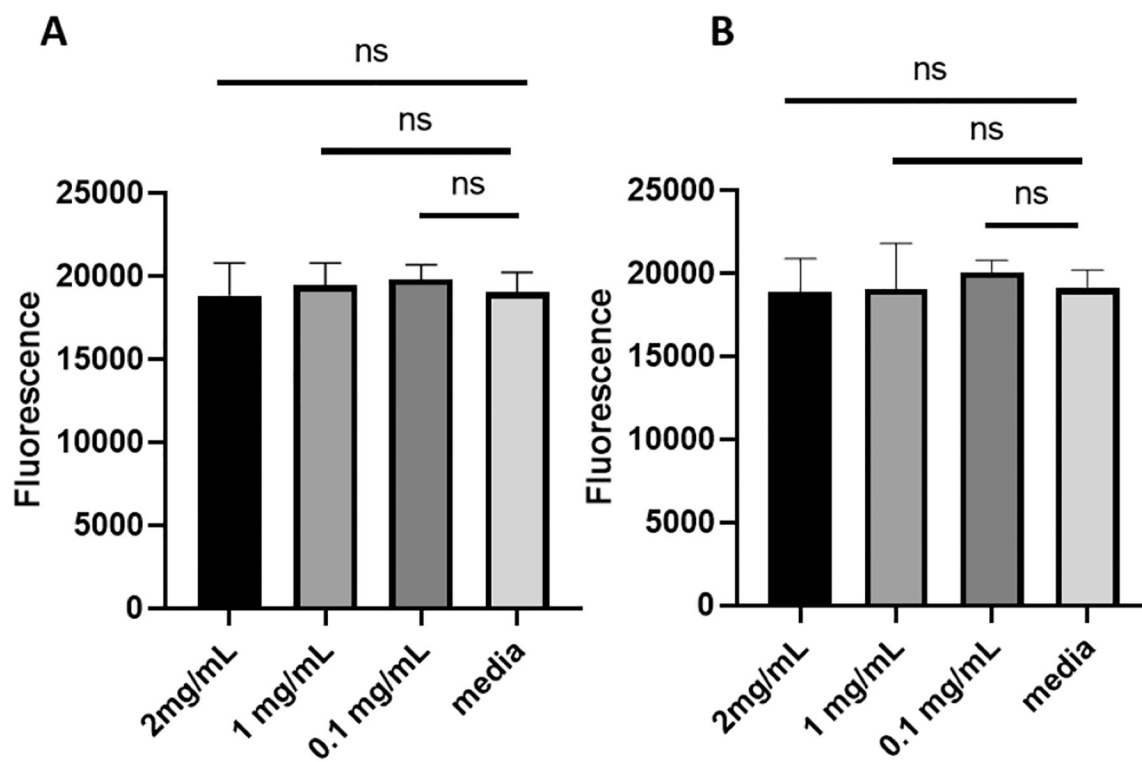 A
ns
ns
ns
25000
20000
15000
10000
5000
0
Fluorescence
2mg/mL
1 mg/mL
0.1 mg/mL
media
B
ns
ns
ns
25000
20000
15000
10000
5000
0
Fluorescence
2mg/mL
1 mg/mL
0.1 mg/mL
media